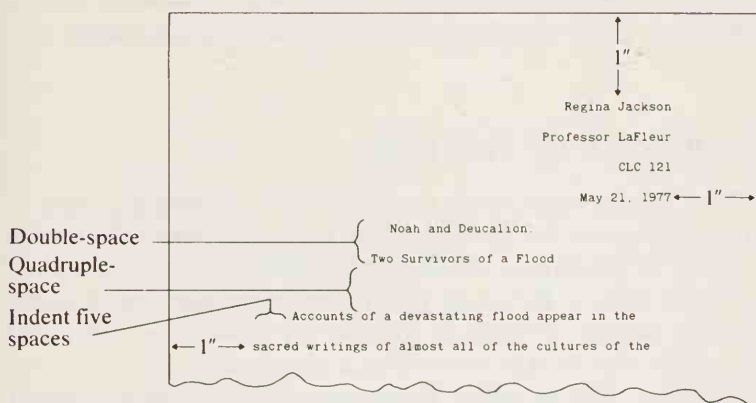 1"
Regina Jackson
Professor LaFleur
CLC 121
May 21, 1977 1"
Double-space
Noah and Deucalion:
Two Survivors of a Flood
Quadruple-
space
Indent five
spaces
Accounts of a devastating flood appear in the
1" sacred writings of almost all of the cultures of the